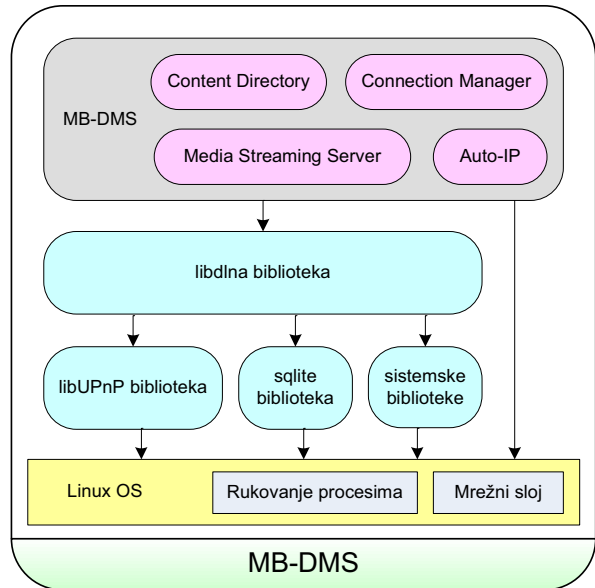 Content Directory
Connection Manager
MB-DMS
Media Streaming Server
Auto-IP
libdlna biblioteka
libUPnP biblioteka
sqlite
biblioteka
sistemske
biblioteke
Linux OS
Rukovanje procesima
Mrežni sloj
MB-DMS